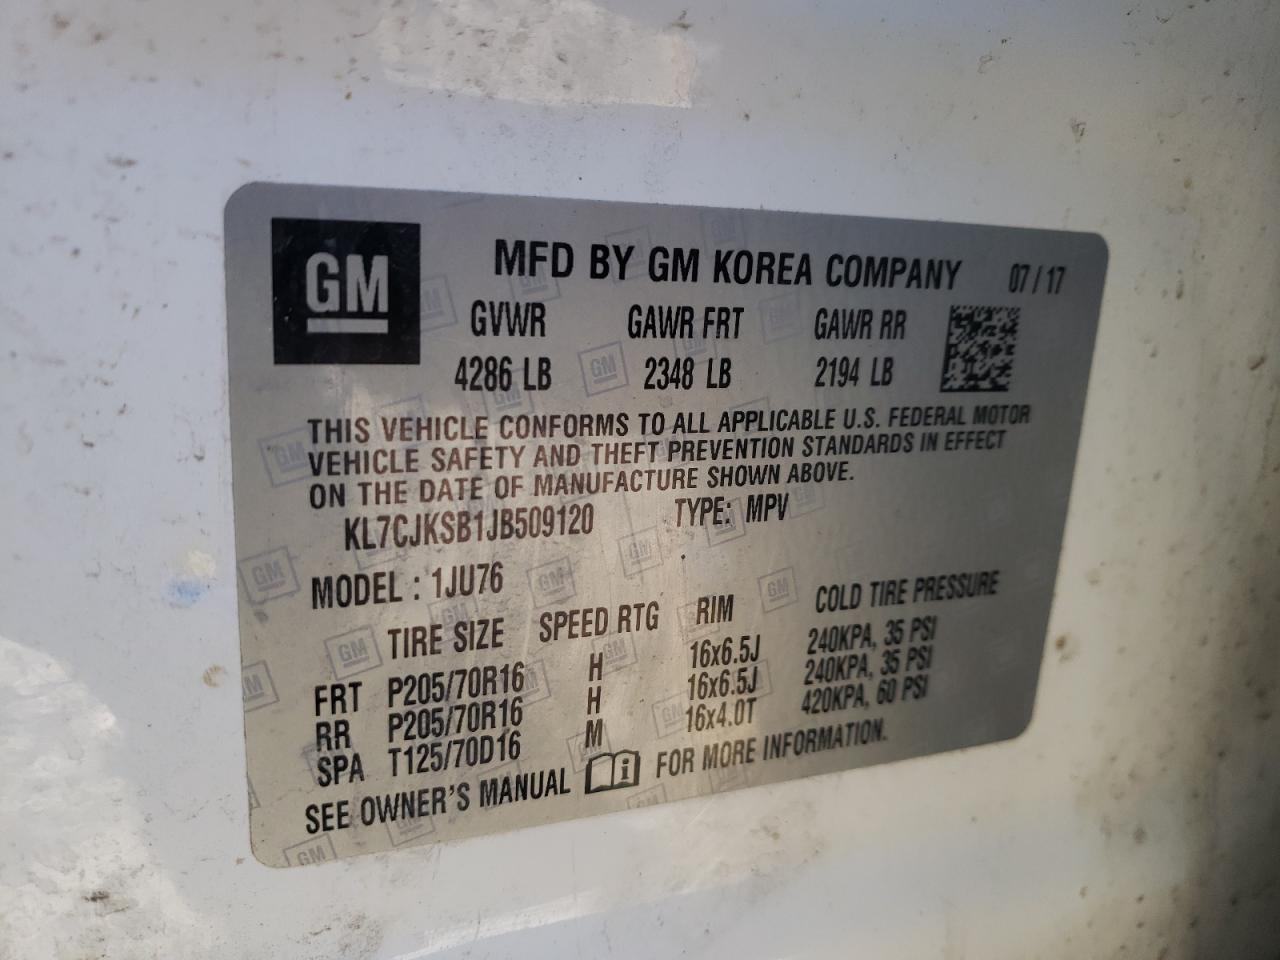 GM
MFD BY GM KOREA COMPANY 07/17
GVWR GAWR FRT GAWR RR
4286 LB 2348 LB 2194 LB
THIS VEHICLE CONFORMS TO ALL APPLICABLE U.S. FEDERAL MOTOR
VEHICLE SAFETY AND THEFT PREVENTION STANDARDS IN EFFECT
ON THE DATE OF MANUFACTURE SHOWN ABOVE.
KL7CJKSB1JB509120 TYPE: MPV
MODEL : 1JU76
TIRE SIZE SPEED RTG RIM COLD TIRE PRESSURE
FRT P205/70R16 H 16x6.5J 240KPA, 35 PSI
RR P205/70R16 H 16x6.5J 240KPA, 35 PSI
SPA T125/70D16 M 16x4.0T 420KPA, 60 PSI
SEE OWNER'S MANUAL i FOR MORE INFORMATION.